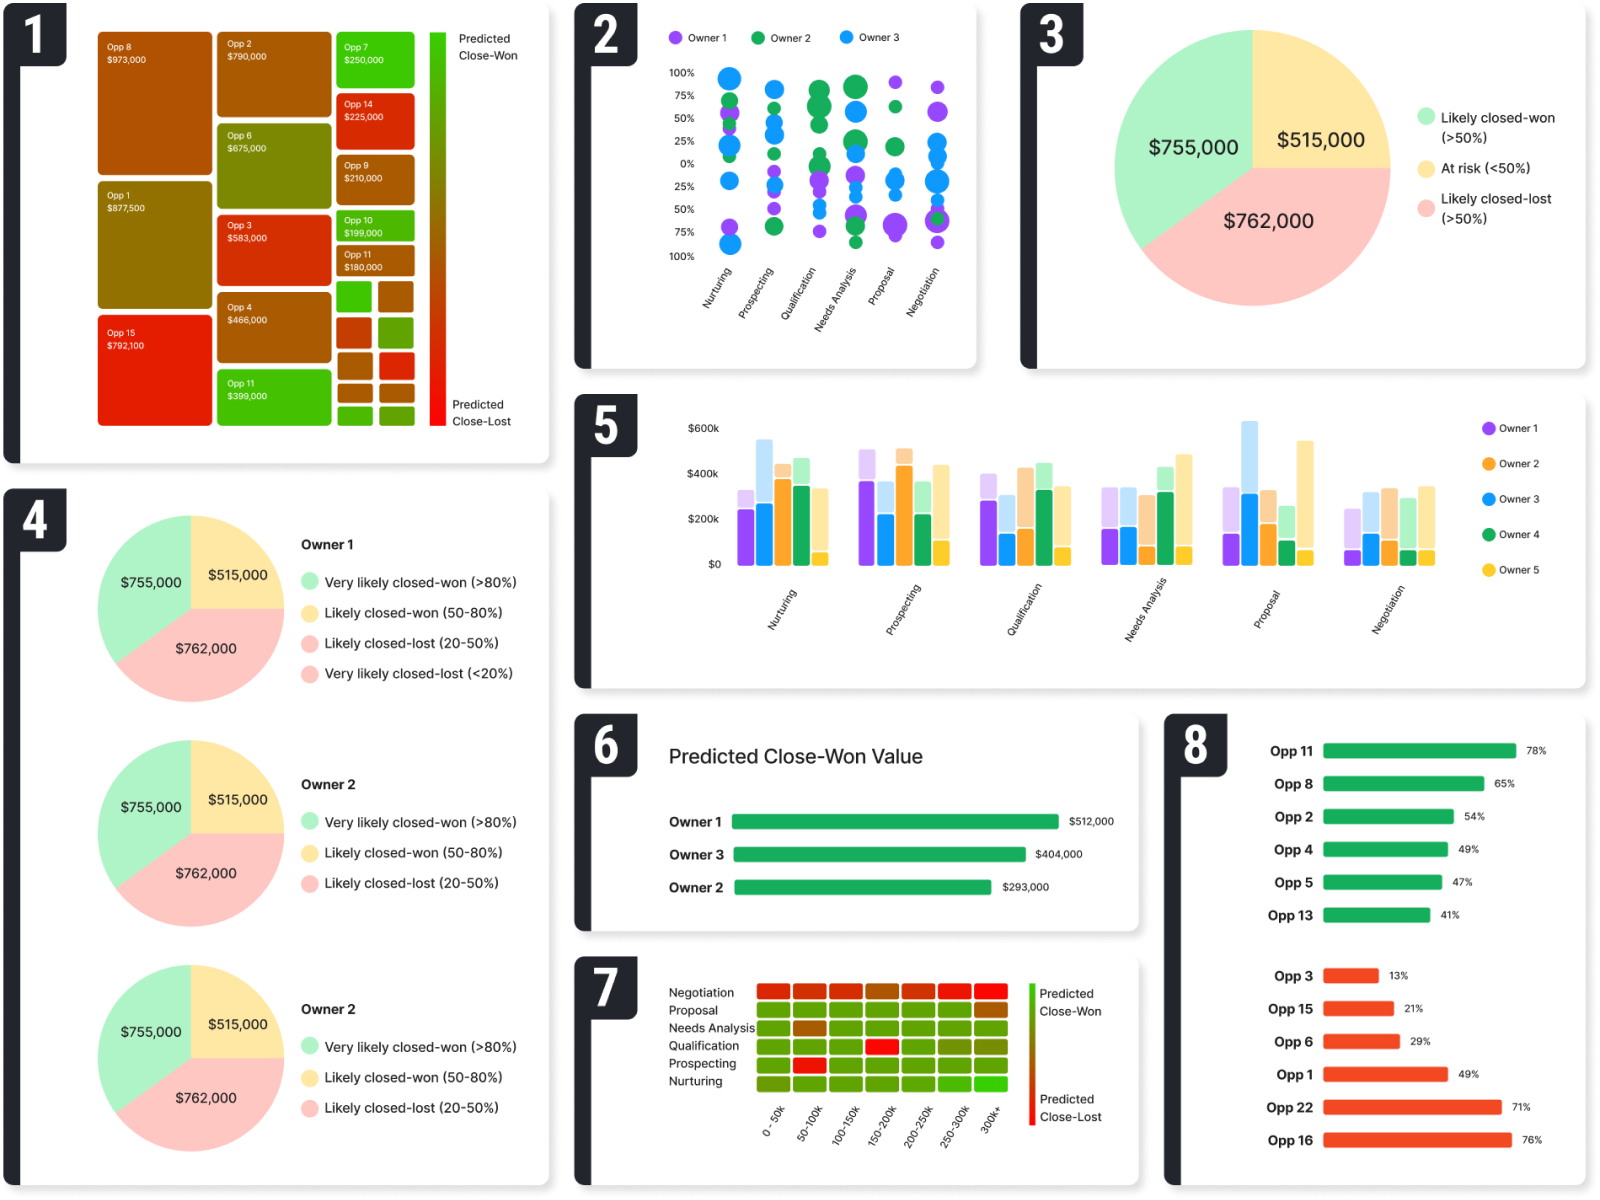 1
Opp 8
$973,000
Opp 2
$790,000
Opp 7
$250,000
Opp 14
$225,000
Opp 6
$675,000
Opp 9
$210,000
Opp 1
$877,500
Opp 3
$583,000
Opp 10
$199,000
Opp 11
$180,000
Opp 4
$466,000
Opp 15
$792,100
Opp 11
$399,000
Predicted
Close-Won
Predicted
Close-Lost
2
Owner 1
Owner 2
Owner 3
100%
75%
50%
25%
0%
25%
50%
75%
100%
Nurturing
Prospecting
Qualification
Needs Analysis
Proposal
Negotiation
3
$755,000
$515,000
$762,000
Likely closed-won
(>50%)
At risk (<50%)
Likely closed-lost
(>50%)
4
$755,000
$515,000
$762,000
Owner 1
Very likely closed-won (>80%)
Likely closed-won (50-80%)
Likely closed-lost (20-50%)
Very likely closed-lost (<20%)
$755,000
$515,000
$762,000
Owner 2
Very likely closed-won (>80%)
Likely closed-won (50-80%)
Likely closed-lost (20-50%)
$755,000
$515,000
$762,000
Owner 2
Very likely closed-won (>80%)
Likely closed-won (50-80%)
Likely closed-lost (20-50%)
5
$600k
$400k
$200k
$0
Nurturing
Prospecting
Qualification
Needs Analysis
Proposal
Negotiation
Owner 1
Owner 2
Owner 3
Owner 4
Owner 5
6
Predicted Close-Won Value
Owner 1 $512,000
Owner 3 $404,000
Owner 2 $293,000
7
Negotiation
Proposal
Needs Analysis
Qualification
Prospecting
Nurturing
0 - 50k
50-100k
100-150k
150-200k
200-250k
250-300k
300k+
Predicted
Close-Won
Predicted
Close-Lost
8
Opp 11 78%
Opp 8 65%
Opp 2 54%
Opp 4 49%
Opp 5 47%
Opp 13 41%
Opp 3 13%
Opp 15 21%
Opp 6 29%
Opp 1 49%
Opp 22 71%
Opp 16 76%